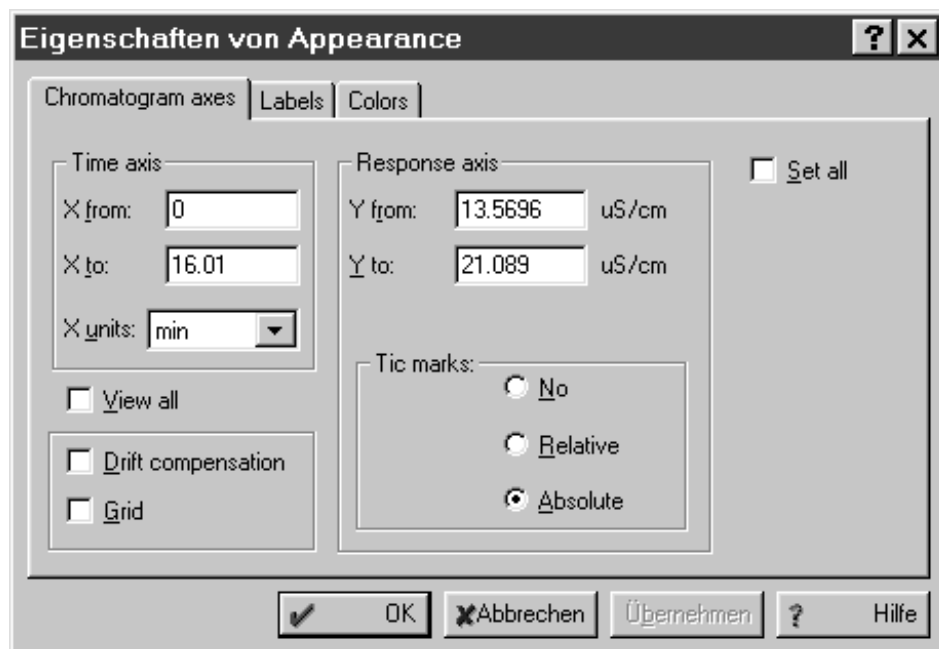 Eigenschaften von Appearance
Chromatogram axes Labels Colors
Time axis
X from: 0
X to: 16.01
X units: min
View all
Drift compensation
Grid
Response axis
Y from: 13.5696 uS/cm
Y to: 21.089 uS/cm
Tic marks:
No
Relative
Absolute
Set all
OK Abbrechen Übernehmen ? Hilfe